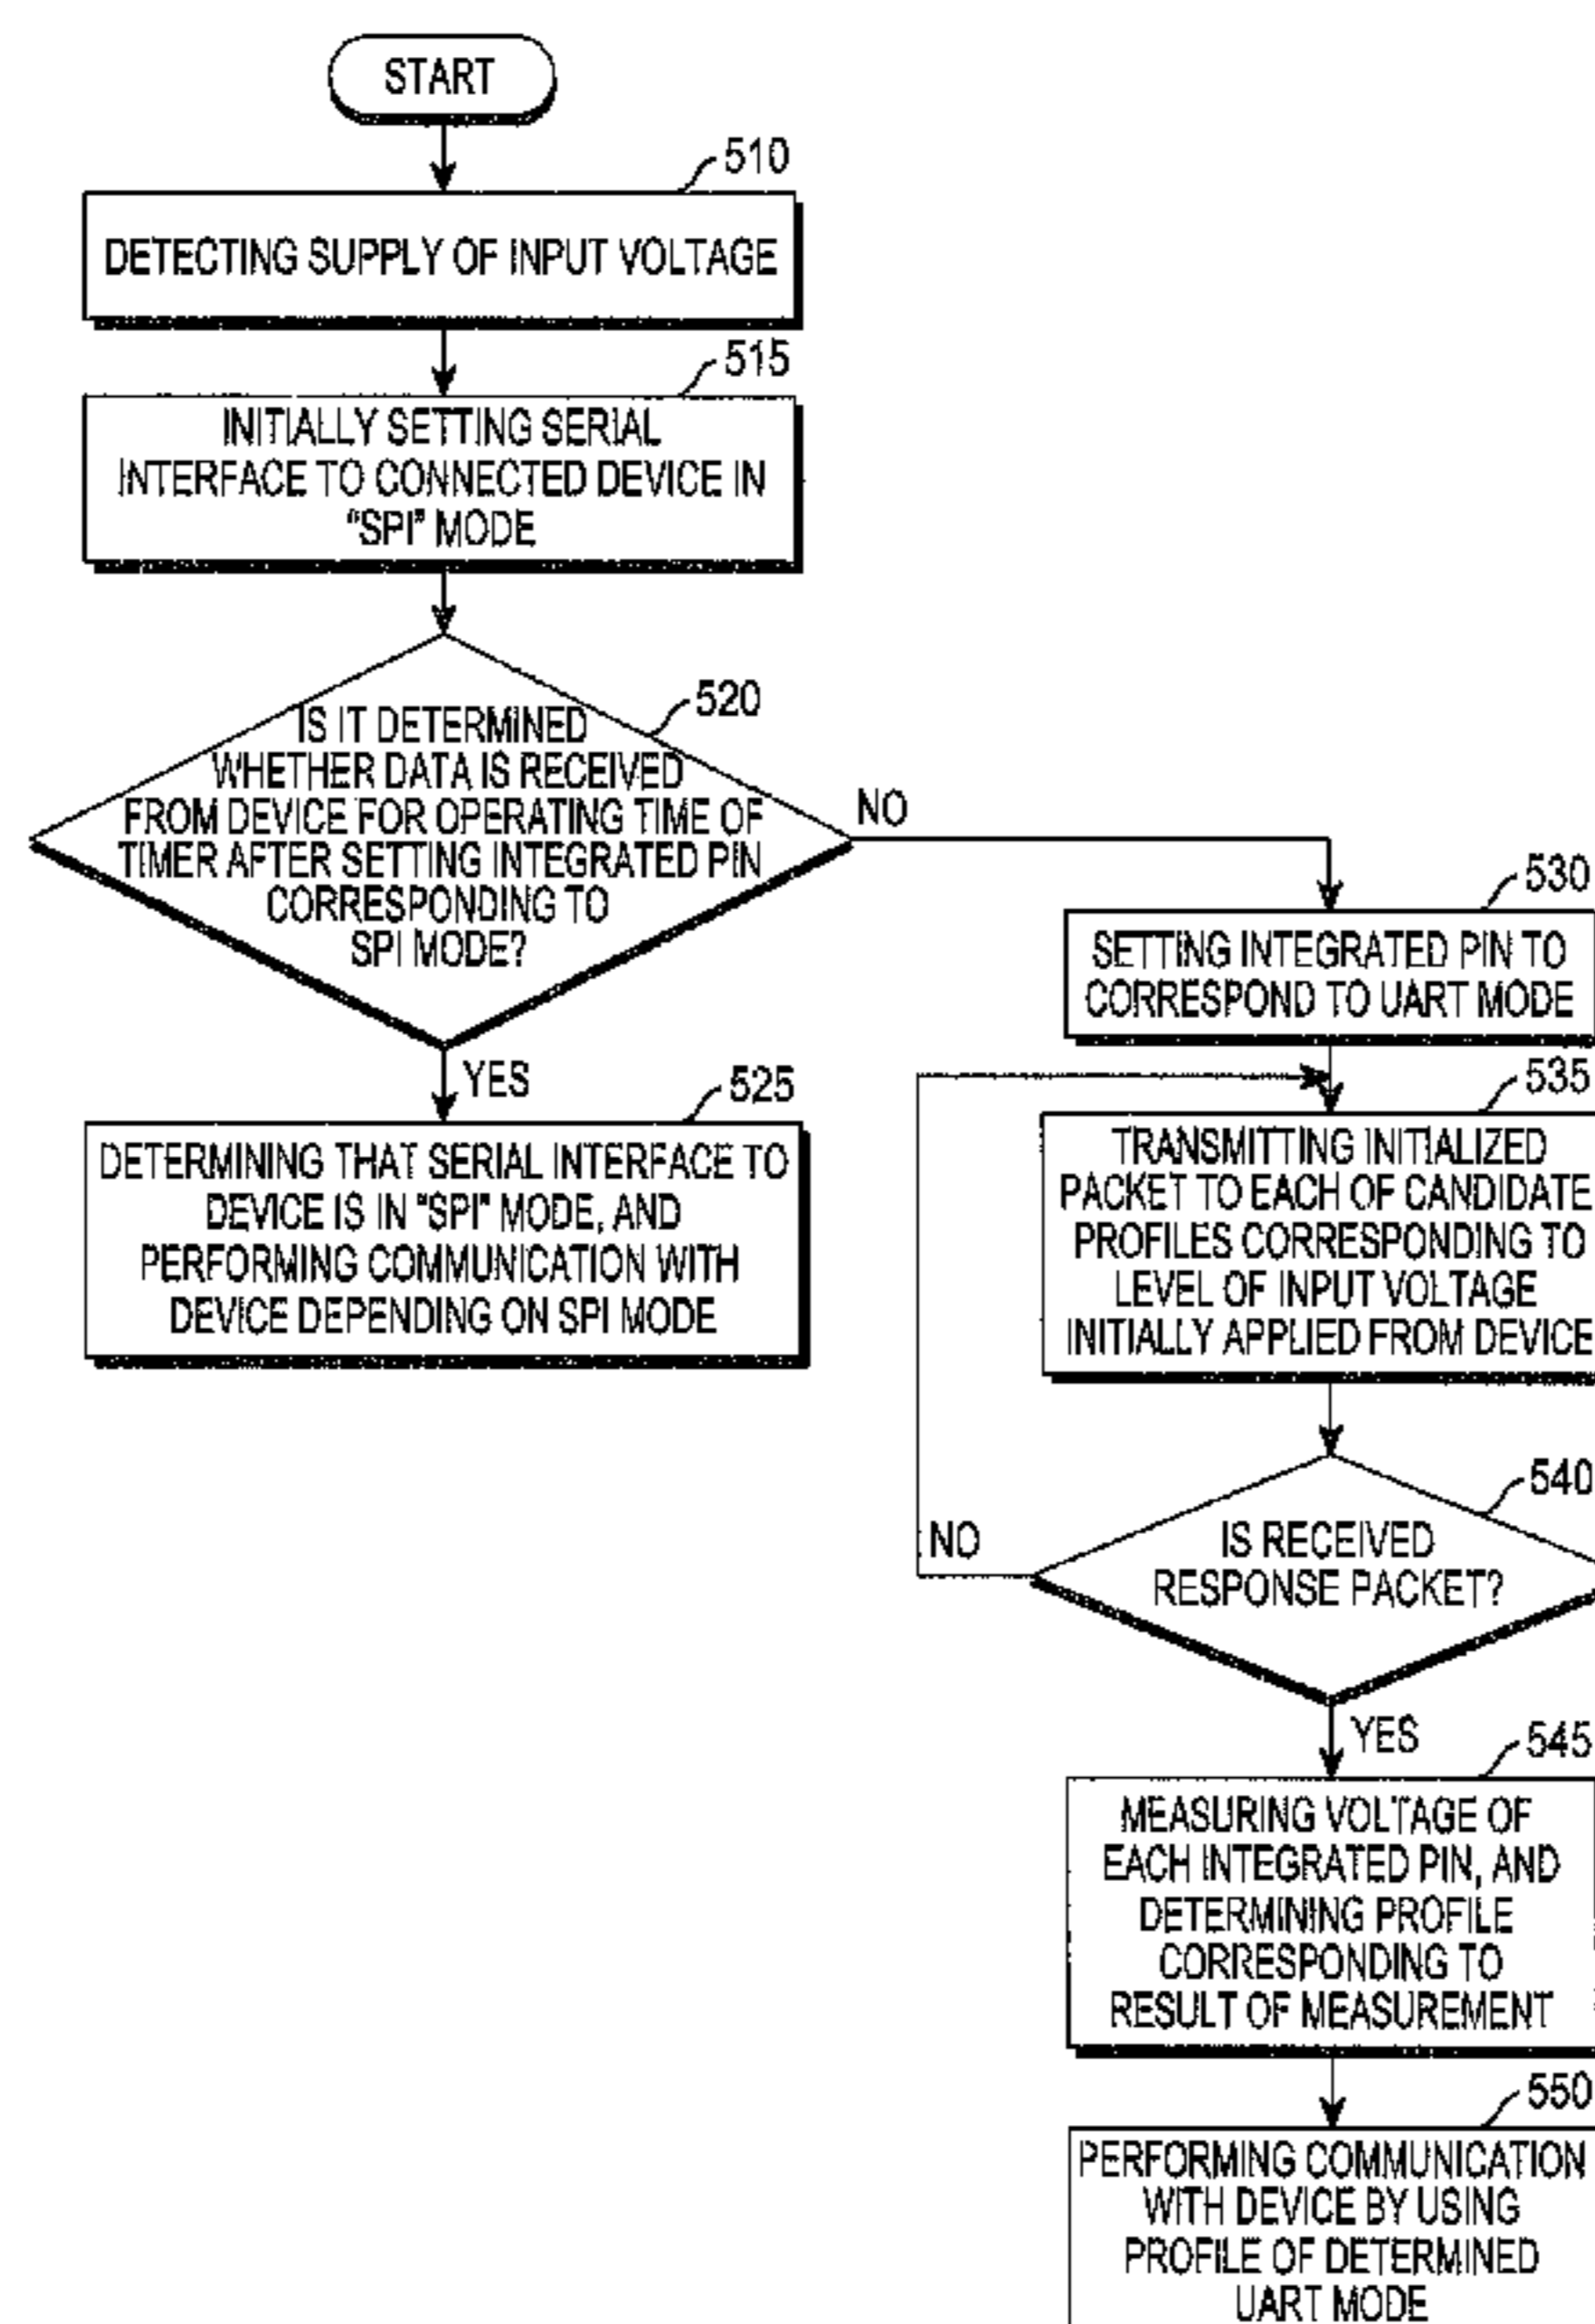 START
510
DETECTING SUPPLY OF INPUT VOLTAGE
515
INITIALLY SETTING SERIAL
INTERFACE TO CONNECTED DEVICE IN
"SPI" MODE
520
IS IT DETERMINED
WHETHER DATA IS RECEIVED
FROM DEVICE FOR OPERATING TIME OF
TIMER AFTER SETTING INTEGRATED PIN
CORRESPONDING TO
SPI MODE?
NO
YES
525
DETERMINING THAT SERIAL INTERFACE TO
DEVICE IS IN "SPI" MODE, AND
PERFORMING COMMUNICATION WITH
DEVICE DEPENDING ON SPI MODE
530
SETTING INTEGRATED PIN TO
CORRESPOND TO UART MODE
535
TRANSMITTING INITIALIZED
PACKET TO EACH OF CANDIDATE
PROFILES CORRESPONDING TO
LEVEL OF INPUT VOLTAGE
INITIALLY APPLIED FROM DEVICE
540
NO
IS RECEIVED
RESPONSE PACKET?
YES
545
MEASURING VOLTAGE OF
EACH INTEGRATED PIN, AND
DETERMINING PROFILE
CORRESPONDING TO
RESULT OF MEASUREMENT
550
PERFORMING COMMUNICATION
WITH DEVICE BY USING
PROFILE OF DETERMINED
UART MODE